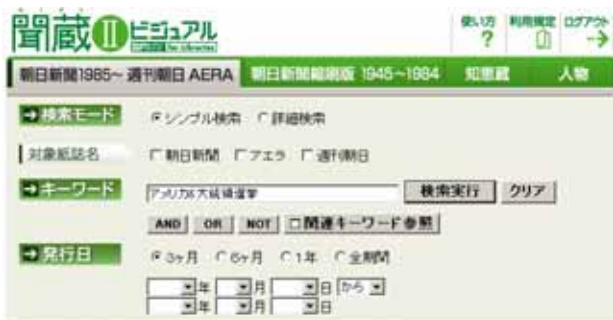 聞蔵IIビジュアル
for Libraries
使い方 利用規定 ログアウト
?
朝日新聞1985~ 週刊朝日 AERA 朝日新聞縮刷版 1945~1984 知恵蔵 人物
検索モード シンプル検索 詳細検索
対象紙誌名 朝日新聞 アエラ 週刊朝日
キーワード アメリカ&大統領選挙 検索実行 クリア
AND OR NOT 関連キーワード参照
発行日 3ヶ月 6ヶ月 1年 全期間
年 月 日 から
年 月 日